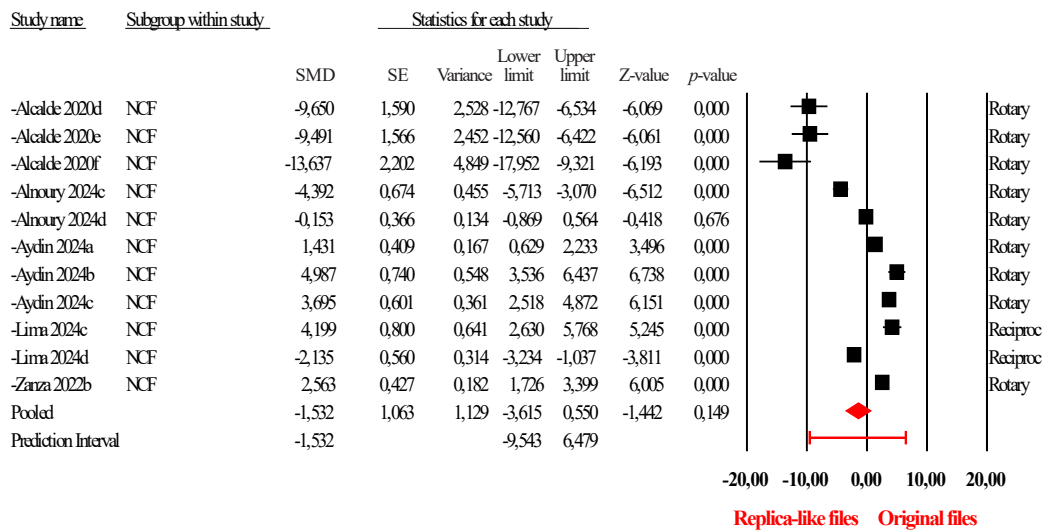 Study name Subgroup within study Statistics for each study
Lower Upper
SMD SE Variance limit limit Z-value p-value
-Alcalde 2020d NCF -9,650 1,590 2,528 -12,767 -6,534 -6,069 0,000 Rotary
-Alcalde 2020e NCF -9,491 1,566 2,452 -12,560 -6,422 -6,061 0,000 Rotary
-Alcalde 2020f NCF -13,637 2,202 4,849 -17,952 -9,321 -6,193 0,000 Rotary
-Alnoury 2024c NCF -4,392 0,674 0,455 -5,713 -3,070 -6,512 0,000 Rotary
-Alnoury 2024d NCF -0,153 0,366 0,134 -0,869 0,564 -0,418 0,676 Rotary
-Aydin 2024a NCF 1,431 0,409 0,167 0,629 2,233 3,496 0,000 Rotary
-Aydin 2024b NCF 4,987 0,740 0,548 3,536 6,437 6,738 0,000 Rotary
-Aydin 2024c NCF 3,695 0,601 0,361 2,518 4,872 6,151 0,000 Rotary
-Lima 2024c NCF 4,199 0,800 0,641 2,630 5,768 5,245 0,000 Reciproc
-Lima 2024d NCF -2,135 0,560 0,314 -3,234 -1,037 -3,811 0,000 Reciproc
-Zanza 2022b NCF 2,563 0,427 0,182 1,726 3,399 6,005 0,000 Rotary
Pooled -1,532 1,063 1,129 -3,615 0,550 -1,442 0,149
Prediction Interval -1,532 -9,543 6,479
-20,00 -10,00 0,00 10,00 20,00
Replica-like files Original files